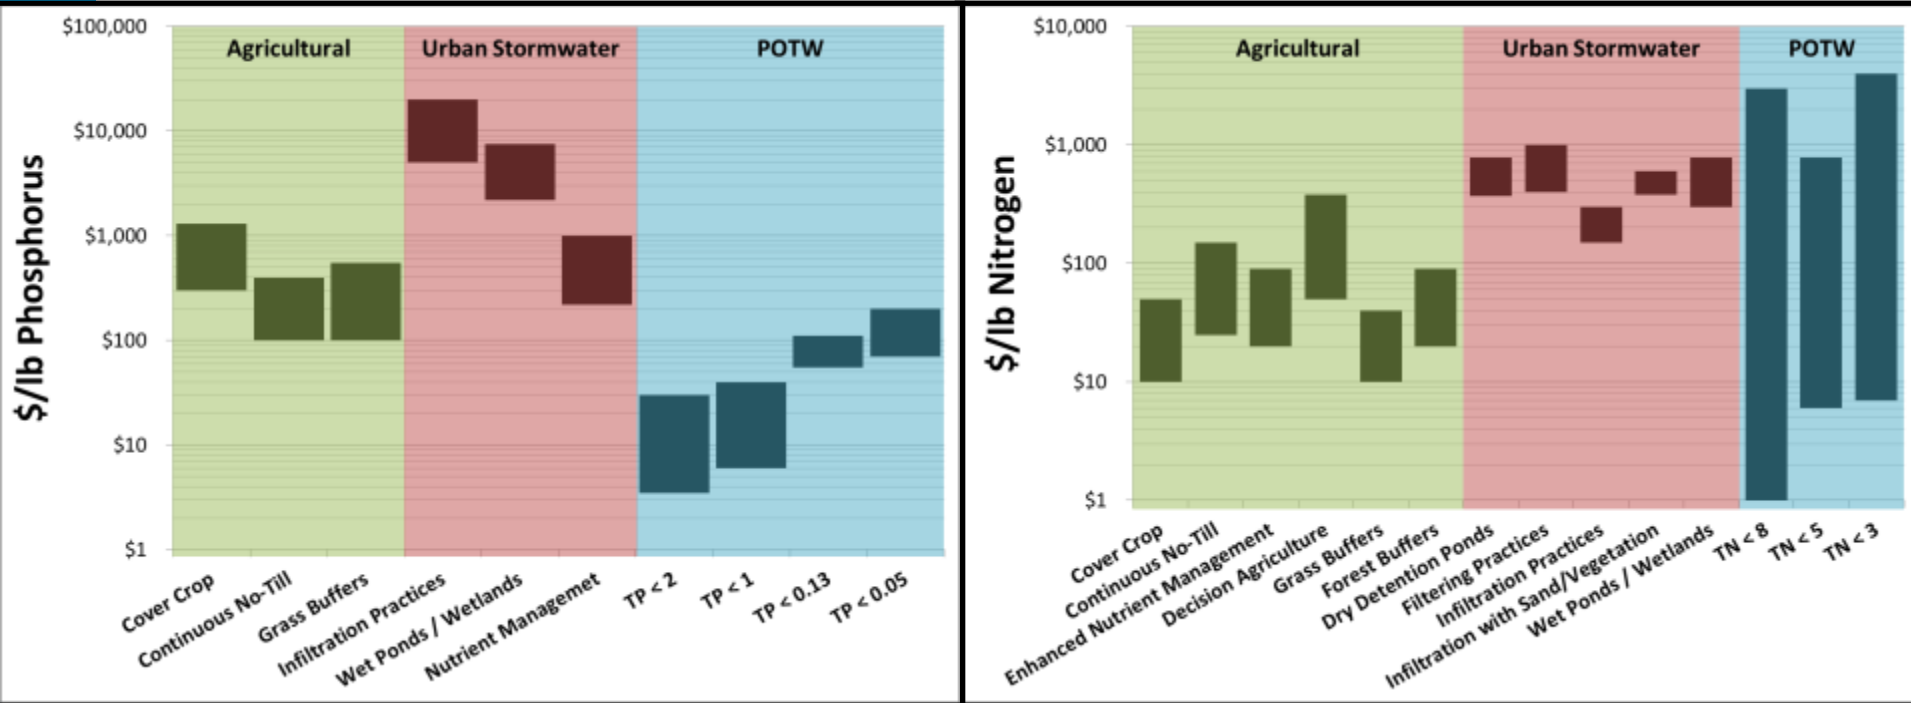 $/lb Phosphorus
$100,000
$10,000
$1,000
$100
$10
$1
Agricultural
Urban Stormwater
POTW
Cover Crop
Continuous No-Till
Grass Buffers
Infiltration Practices
Wet Ponds / Wetlands
Nutrient Managemet
TP < 2
TP < 1
TP < 0.13
TP < 0.05
$/lb Nitrogen
$10,000
$1,000
$100
$10
$1
Agricultural
Urban Stormwater
POTW
Cover Crop
Continuous No-Till
Enhanced Nutrient Management
Decision Agriculture
Grass Buffers
Forest Buffers
Dry Detention Ponds
Filtering Practices
Infiltration Practices
Infiltration with Sand/Vegetation
Wet Ponds / Wetlands
TN < 8
TN < 5
TN < 3